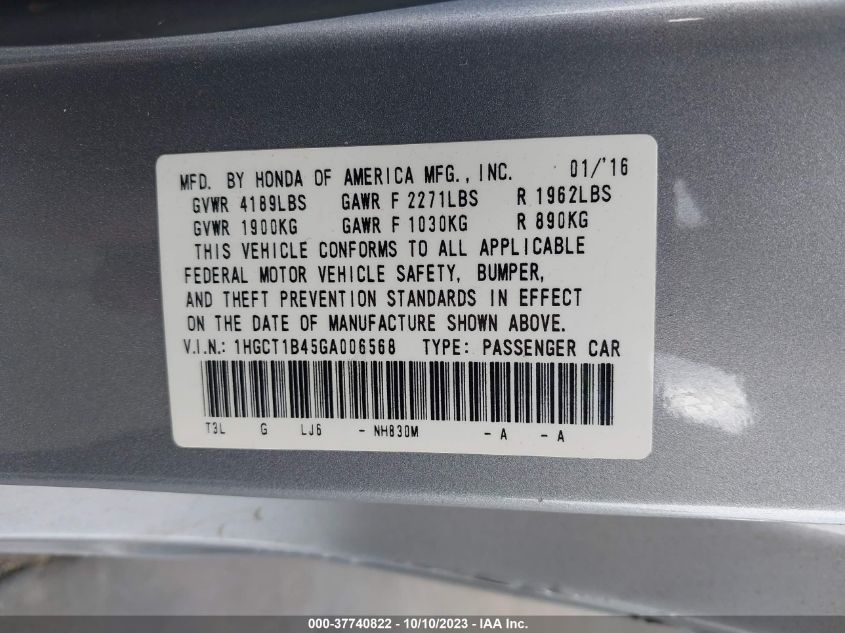 MFD. BY HONDA OF AMERICA MFG., INC. 01/'16
GVWR 4189LBS GAWR F 2271LBS R 1962LBS
GVWR 1900KG GAWR F 1030KG R 890KG
THIS VEHICLE CONFORMS TO ALL APPLICABLE
FEDERAL MOTOR VEHICLE SAFETY, BUMPER,
AND THEFT PREVENTION STANDARDS IN EFFECT
ON THE DATE OF MANUFACTURE SHOWN ABOVE.
V.I.N.: 1HGCT1B45GA006568 TYPE: PASSENGER CAR
T3L G LJ6 - NH830M - A - A
000-37740822 - 10/10/2023 - IAA Inc.